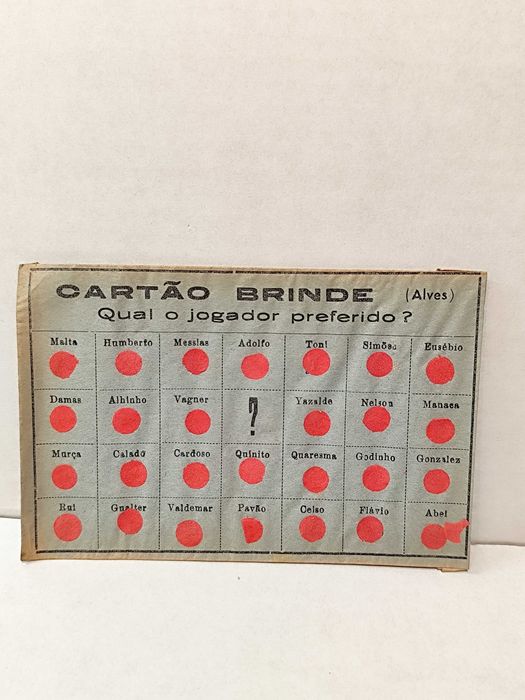 CARTÃO BRINDE (Alves)
Qual o jogador preferido?
Malta Humberto Messias Adolfo Toni Simões Eusébio
Damas Alhinho Vagner ? Yazalde Nelson Manaca
Murça Calado Cardoso Quinito Quaresma Godinho Gonzalez
Rui Gualter Valdemar Pavão Celso Flávio Abel